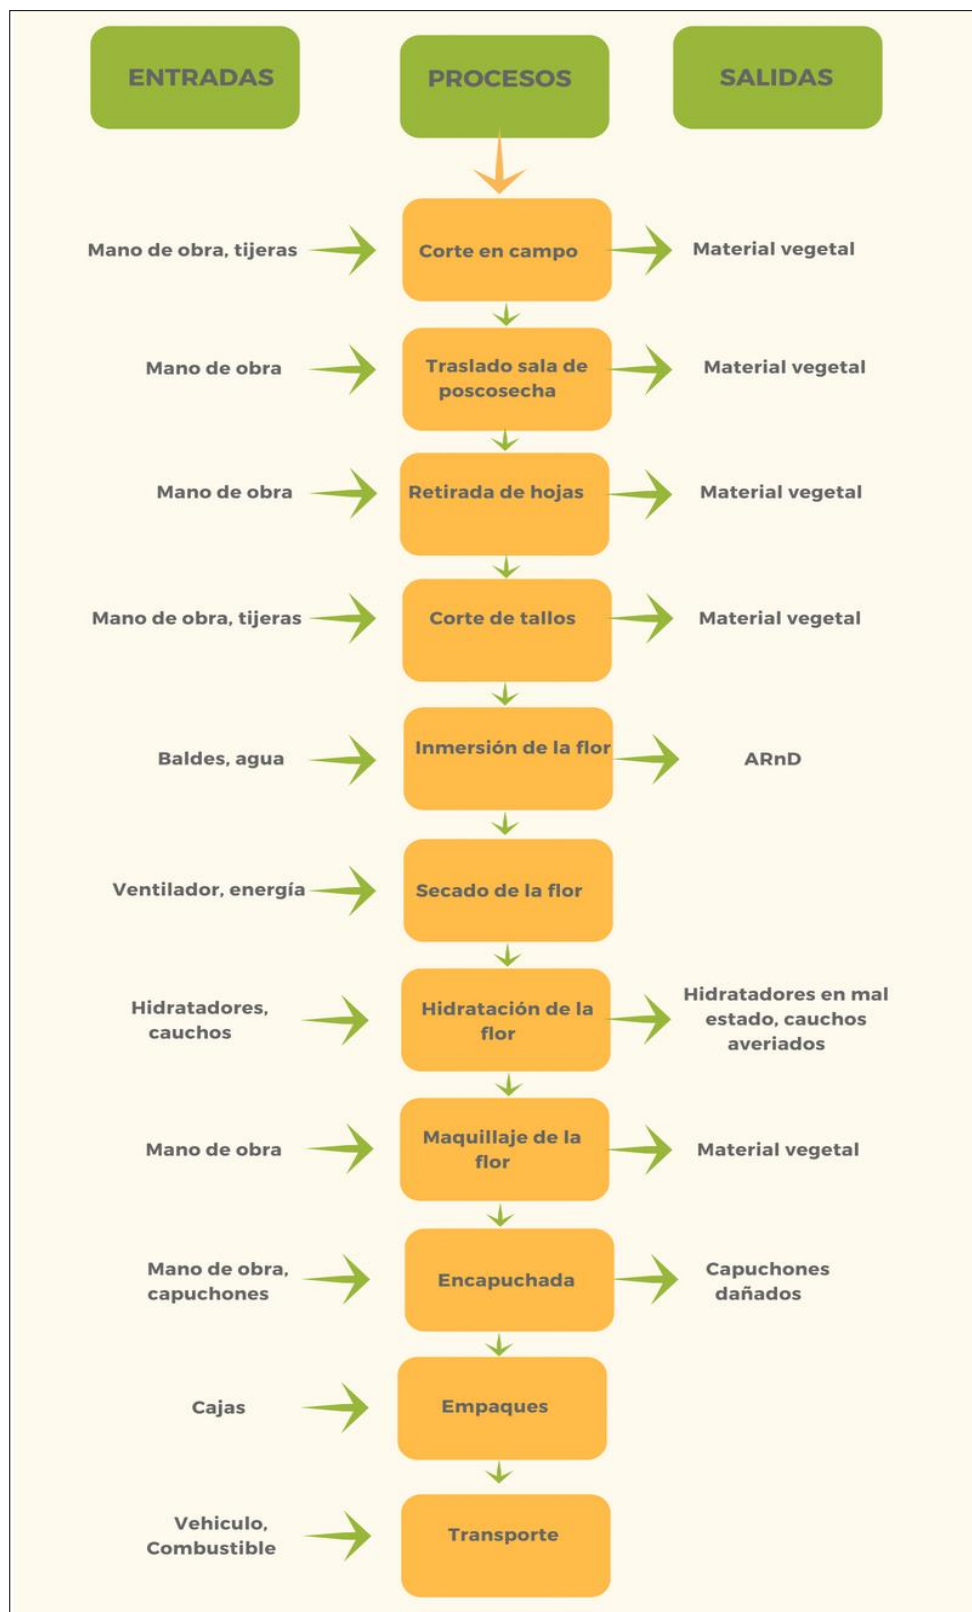 ENTRADAS
PROCESOS
SALIDAS
Mano de obra, tijeras
Corte en campo
Material vegetal
Mano de obra
Traslado sala de
poscosecha
Material vegetal
Mano de obra
Retirada de hojas
Material vegetal
Mano de obra, tijeras
Corte de tallos
Material vegetal
Baldes, agua
Inmersión de la flor
ARnD
Ventilador, energía
Secado de la flor
Hidratadores,
cauchos
Hidratación de la
flor
Hidratadores en mal
estado, cauchos
averiados
Mano de obra
Maquillaje de la
flor
Material vegetal
Mano de obra,
capuchones
Encapuchada
Capuchones
dañados
Cajas
Empaques
Vehiculo,
Combustible
Transporte